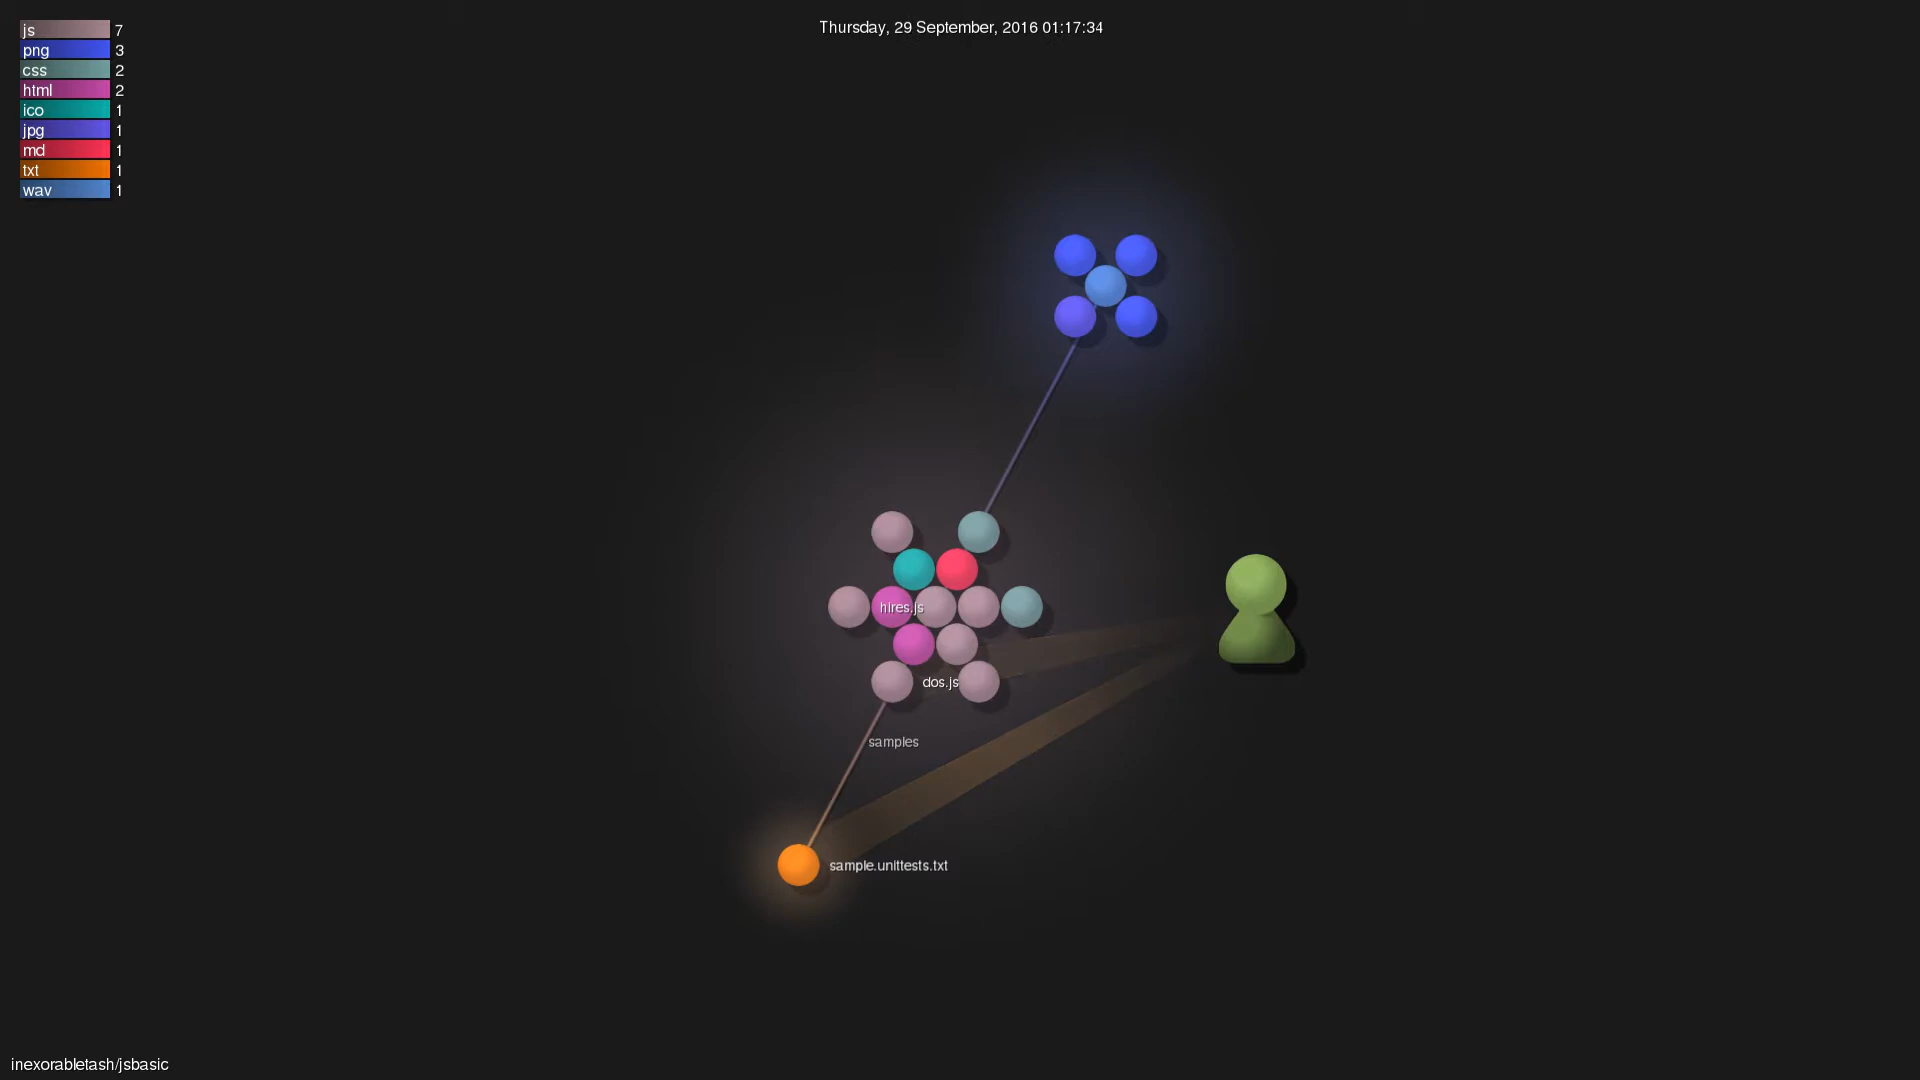 Thursday, 29 September, 2016 01:17:34
js 7
png 3
css 2
html 2
ico 1
jpg 1
md 1
txt 1
wav 1
hires.js
dos.js
samples
sample.unittests.txt
inexorabletash/jsbasic